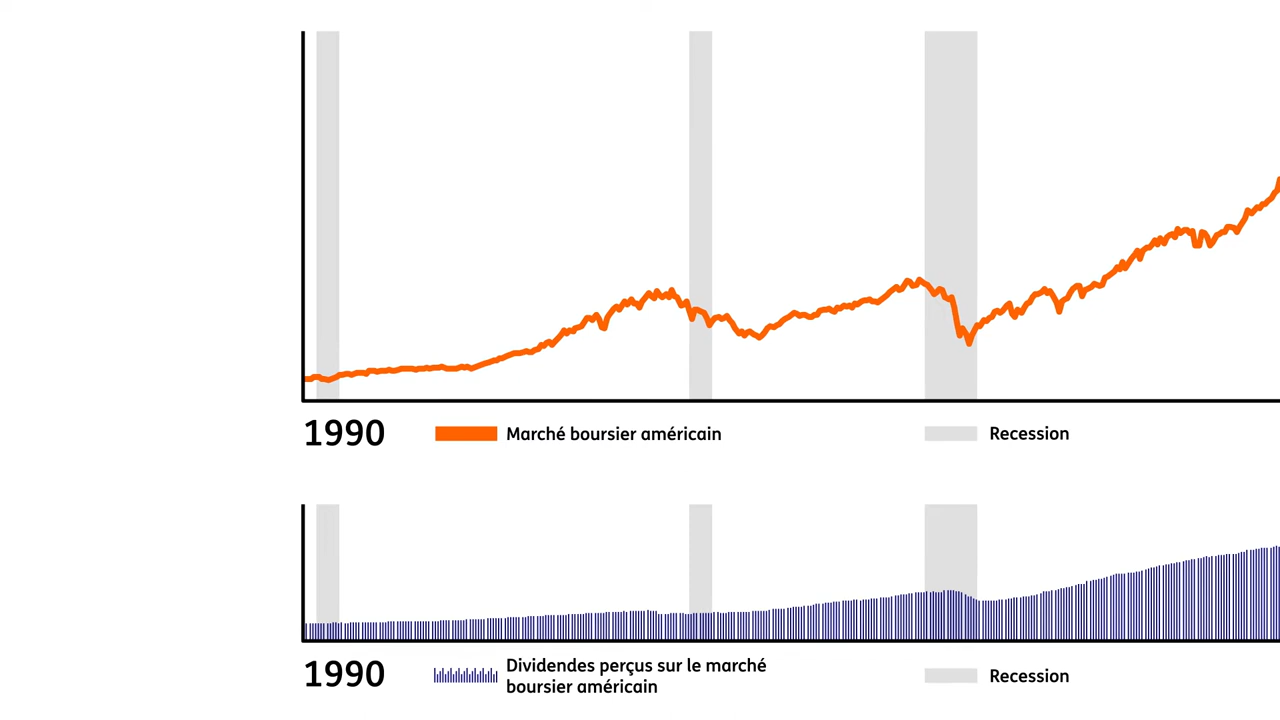 1990
Marché boursier américain
Recession
1990
Dividendes perçus sur le marché
boursier américain
Recession